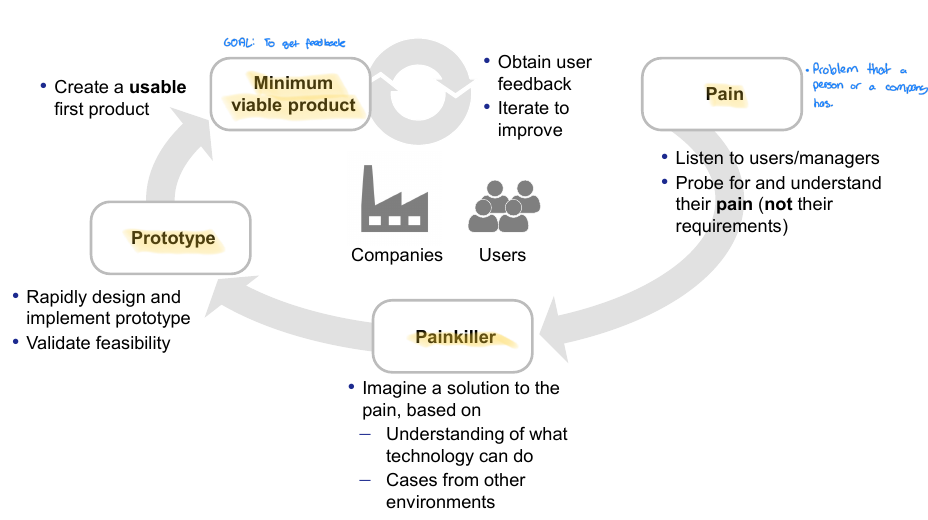 GOAL: To get feedback
Minimum
viable product
• Create a usable
first product
• Obtain user
feedback
• Iterate to
improve
Pain
• Problem that a
person or a company
has.
• Listen to users/managers
• Probe for and understand
their pain (not their
requirements)
Companies
Users
Prototype
• Rapidly design and
implement prototype
• Validate feasibility
Painkiller
• Imagine a solution to the
pain, based on
– Understanding of what
technology can do
– Cases from other
environments